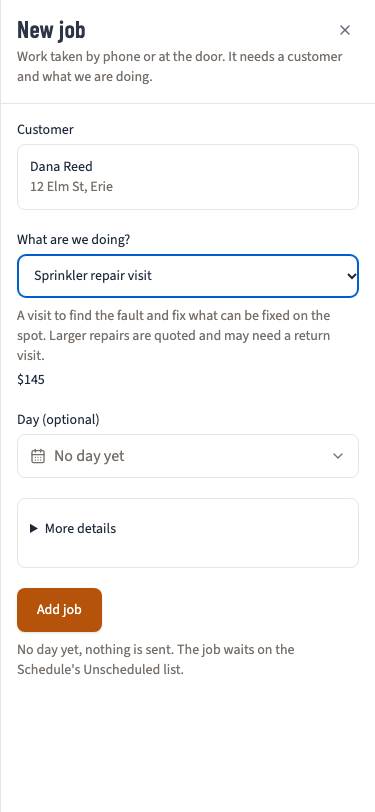 New job
Work taken by phone or at the door. It needs a customer
and what we are doing.
Customer
Dana Reed
12 Elm St, Erie
What are we doing?
Sprinkler repair visit
A visit to find the fault and fix what can be fixed on the
spot. Larger repairs are quoted and may need a return
visit.
$145
Day (optional)
No day yet
More details
Add job
No day yet, nothing is sent. The job waits on the
Schedule's Unscheduled list.